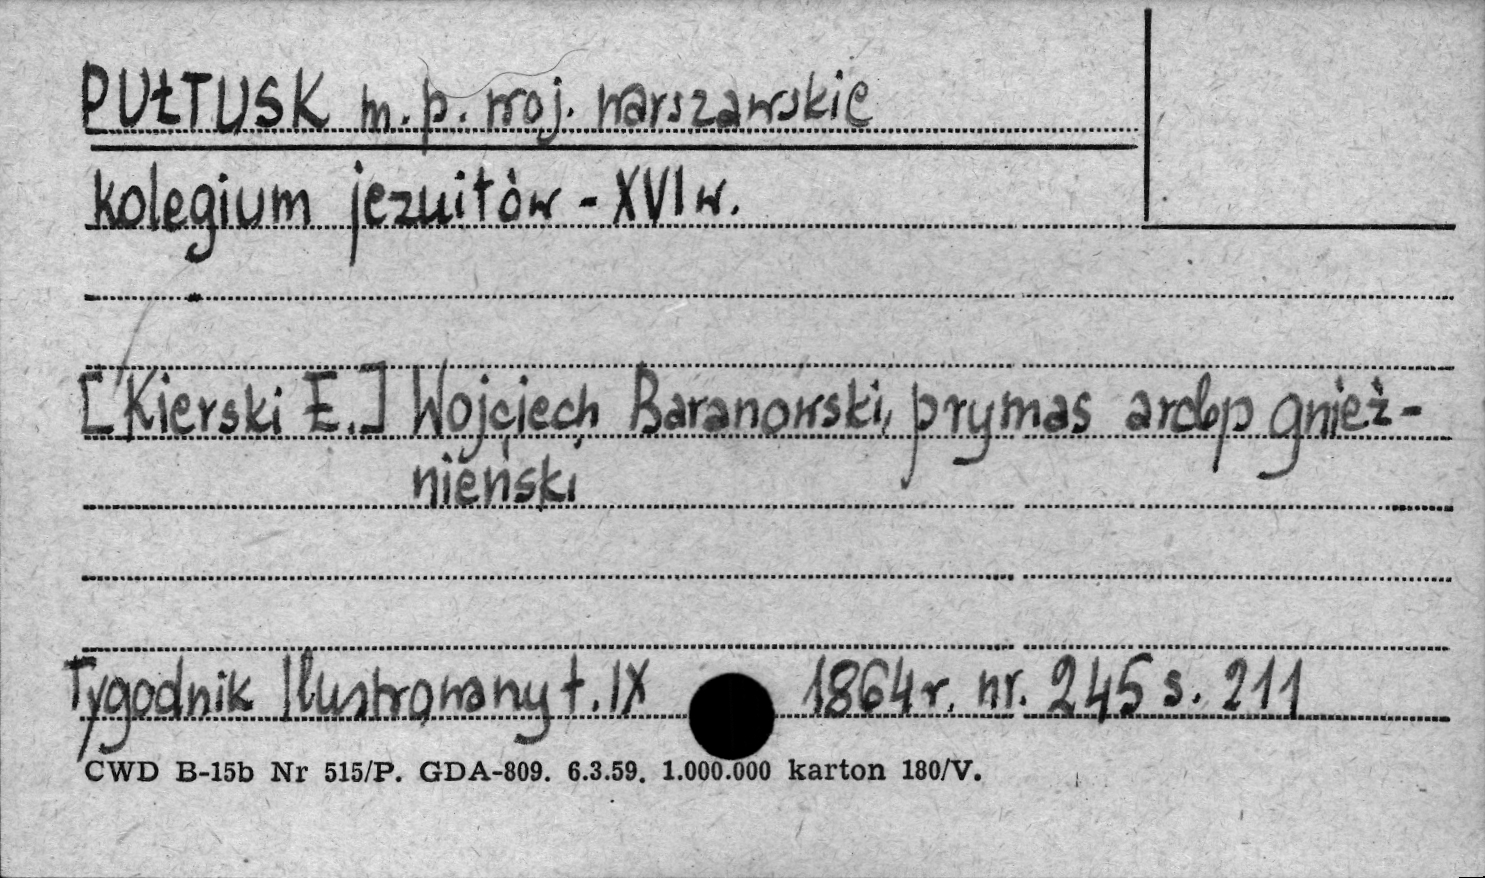 PUŁTUSK m.p. woj. warszawskie
kolegium jezuitów - XVI w.
[Kierski E.] Wojciech Baranowski, prymas arcbp gnieź-
nieński
Tygodnik Ilustrowany t. IX 1864 r. nr. 245 s. 211
CWD B-15b Nr 515/P. GDA-809. 6.3.59. 1.000.000 karton 180/V.